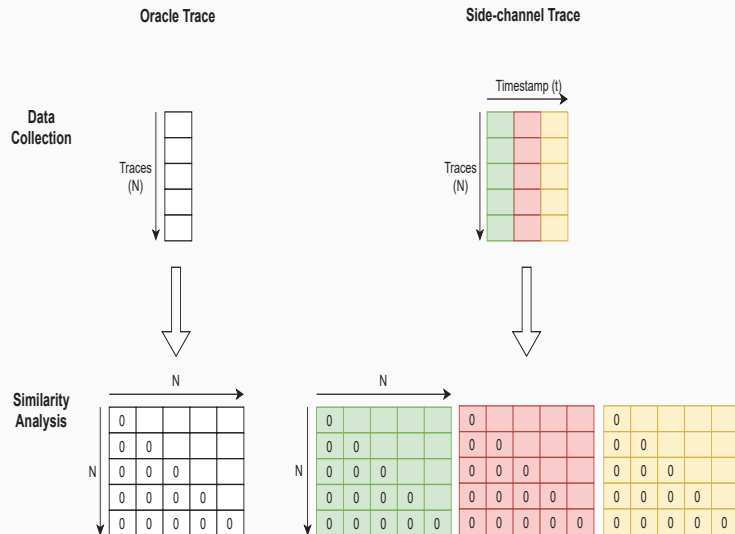 Oracle Trace
Side-channel Trace
Data
Collection
Traces
(N)
Timestamp (t)
Traces
(N)
Similarity
Analysis
N
N
0
0 0
0 0 0
0 0 0 0
0 0 0 0 0
N
N
0
0 0
0 0 0
0 0 0 0
0 0 0 0 0
0
0 0
0 0 0
0 0 0 0
0 0 0 0 0
0
0 0
0 0 0
0 0 0 0
0 0 0 0 0